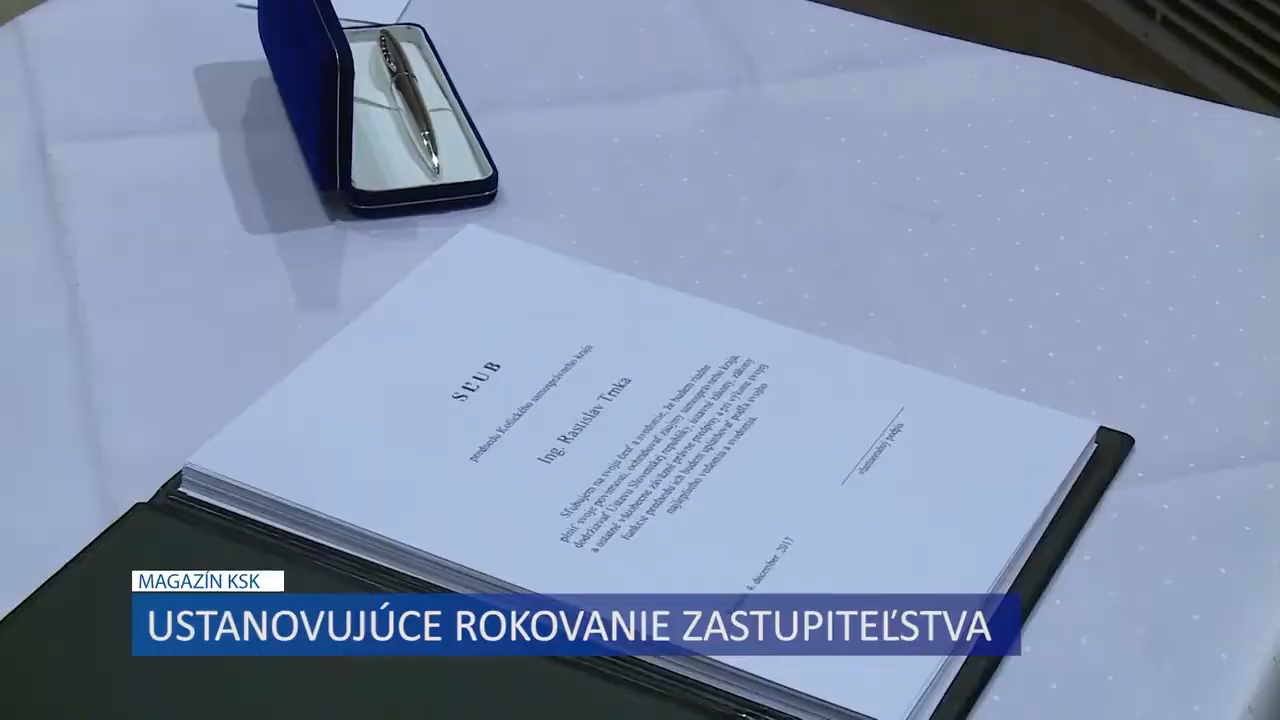 SĽUB
predsedu Košického samosprávneho kraja
Ing. Rastislav Trnka
Sľubujem na svoju česť a svedomie, že budem riadne
plniť svoje povinnosti, ochraňovať záujmy samosprávneho kraja,
dodržiavať Ústavu Slovenskej republiky, ústavné zákony, zákony
a ostatné všeobecne záväzné právne predpisy a pri výkone svojej
funkcie predsedu ich budem uplatňovať podľa svojho
najlepšieho vedomia a svedomia.
vlastnoručný podpis
4. december 2017
MAGAZÍN KSK
USTANOVUJÚCE ROKOVANIE ZASTUPITEĽSTVA